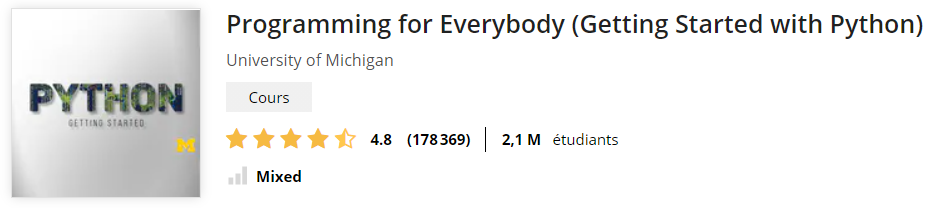 Programming for Everybody (Getting Started with Python)
University of Michigan
PYTHON
GETTING STARTED
M
Cours
4.8 (178 369) 2,1 M étudiants
Mixed